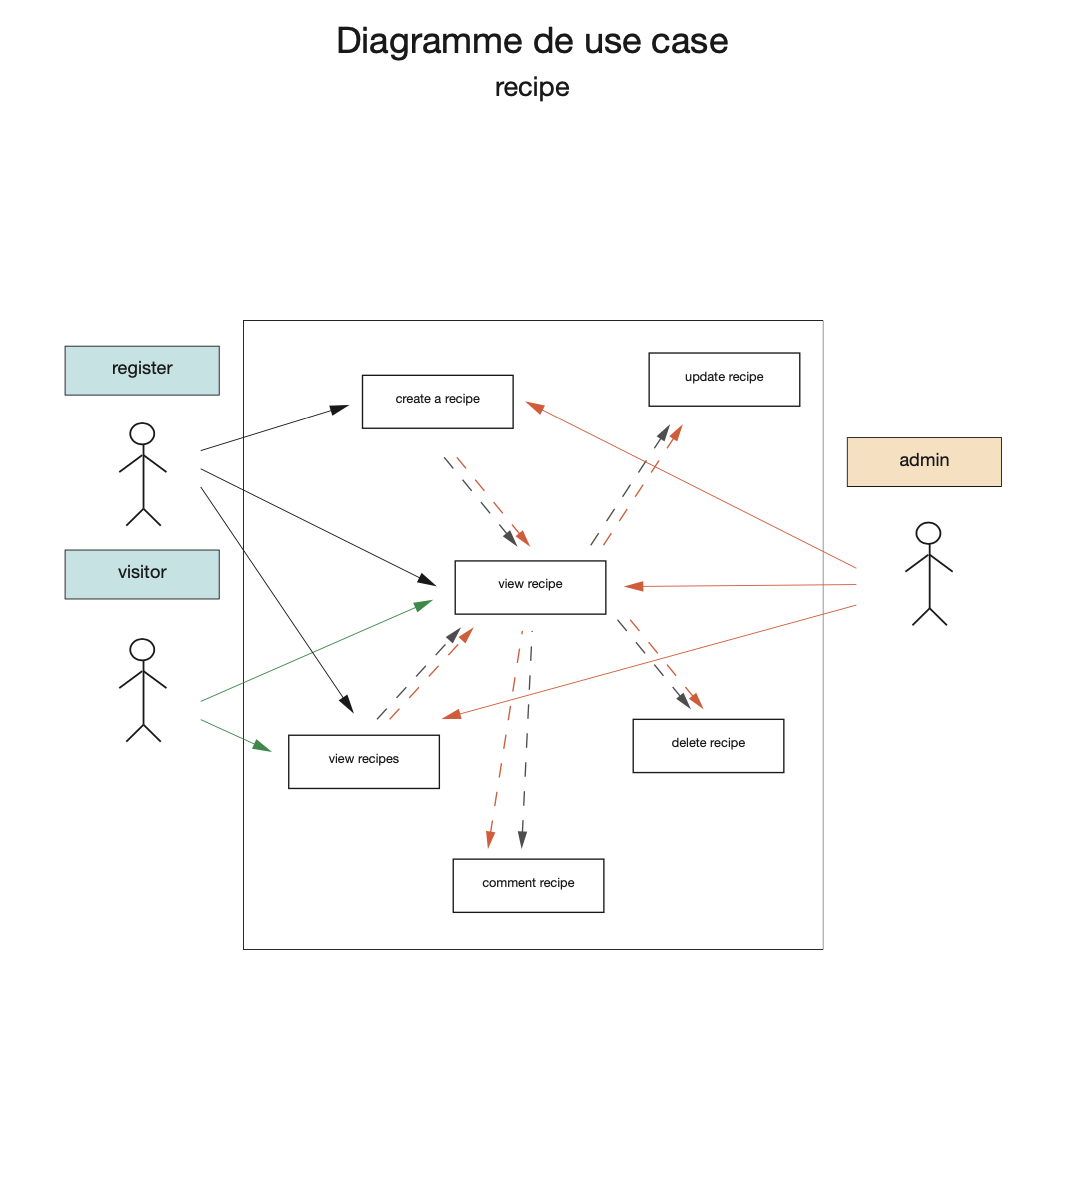 Diagramme de use case
recipe
register
create a recipe
update recipe
admin
visitor
view recipe
view recipes
delete recipe
comment recipe